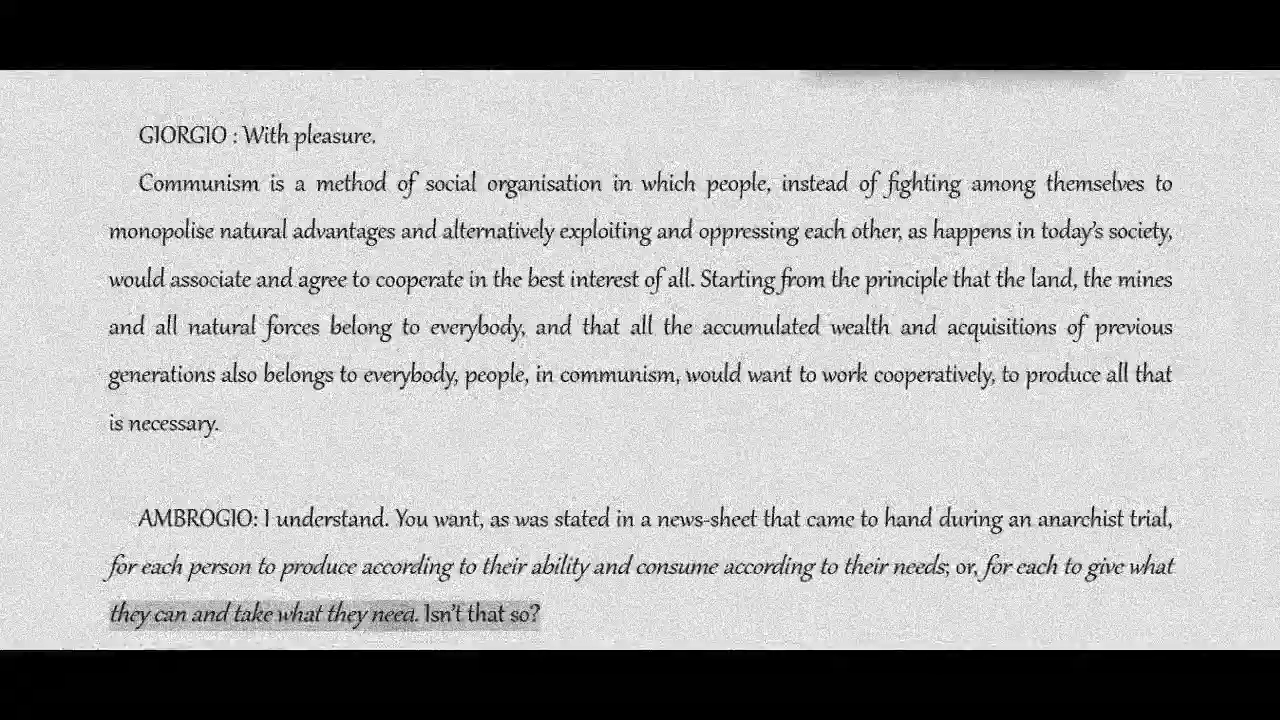 GIORGIO : With pleasure.
Communism is a method of social organisation in which people, instead of fighting among themselves to
monopolise natural advantages and alternatively exploiting and oppressing each other, as happens in today's society,
would associate and agree to cooperate in the best interest of all. Starting from the principle that the land, the mines
and all natural forces belong to everybody, and that all the accumulated wealth and acquisitions of previous
generations also belongs to everybody, people, in communism, would want to work cooperatively, to produce all that
is necessary.
AMBROGIO: I understand. You want, as was stated in a news-sheet that came to hand during an anarchist trial,
for each person to produce according to their ability and consume according to their needs; or, for each to give what
they can and take what they need. Isn't that so?